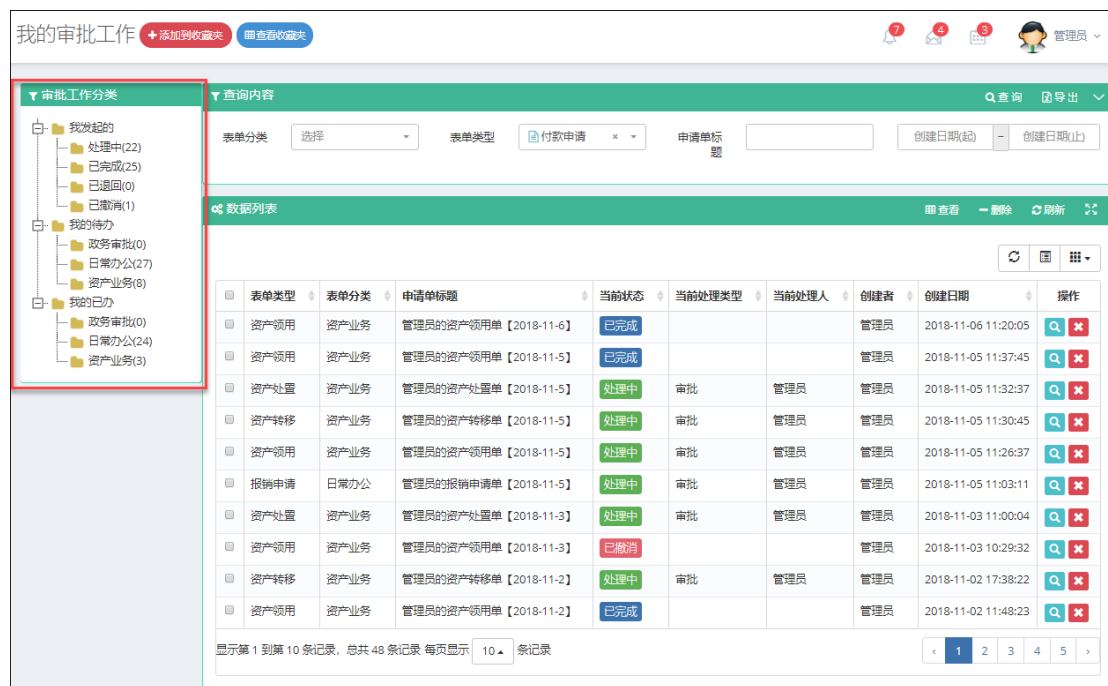 我的审批工作 添加到收藏夹 查看收藏夹 7 4 3 管理员
审批工作分类
我发起的
处理中(22)
已完成(25)
已退回(0)
已撤消(1)
我的待办
政务审批(0)
日常办公(27)
资产业务(8)
我的已办
政务审批(0)
日常办公(24)
资产业务(3)
查询内容 查询 导出
表单分类 选择 表单类型 付款申请 × 申请单标题 创建日期(起) - 创建日期(止)
数据列表 查看 删除 刷新
表单类型 表单分类 申请单标题 当前状态 当前处理类型 当前处理人 创建者 创建日期 操作
资产领用 资产业务 管理员的资产领用单【2018-11-6】 已完成 管理员 2018-11-06 11:20:05
资产领用 资产业务 管理员的资产领用单【2018-11-5】 已完成 管理员 2018-11-05 11:37:45
资产处置 资产业务 管理员的资产处置单【2018-11-5】 处理中 审批 管理员 管理员 2018-11-05 11:32:37
资产转移 资产业务 管理员的资产转移单【2018-11-5】 处理中 审批 管理员 管理员 2018-11-05 11:30:45
资产领用 资产业务 管理员的资产领用单【2018-11-5】 处理中 审批 管理员 管理员 2018-11-05 11:26:37
报销申请 日常办公 管理员的报销申请单【2018-11-5】 处理中 审批 管理员 管理员 2018-11-05 11:03:11
资产处置 资产业务 管理员的资产处置单【2018-11-3】 处理中 审批 管理员 管理员 2018-11-03 11:00:04
资产领用 资产业务 管理员的资产领用单【2018-11-3】 已撤消 管理员 2018-11-03 10:29:32
资产转移 资产业务 管理员的资产转移单【2018-11-2】 处理中 审批 管理员 管理员 2018-11-02 17:38:22
资产领用 资产业务 管理员的资产领用单【2018-11-2】 已完成 管理员 2018-11-02 11:48:23
显示第 1 到第 10 条记录，总共 48 条记录 每页显示 10 条记录 ‹ 1 2 3 4 5 ›